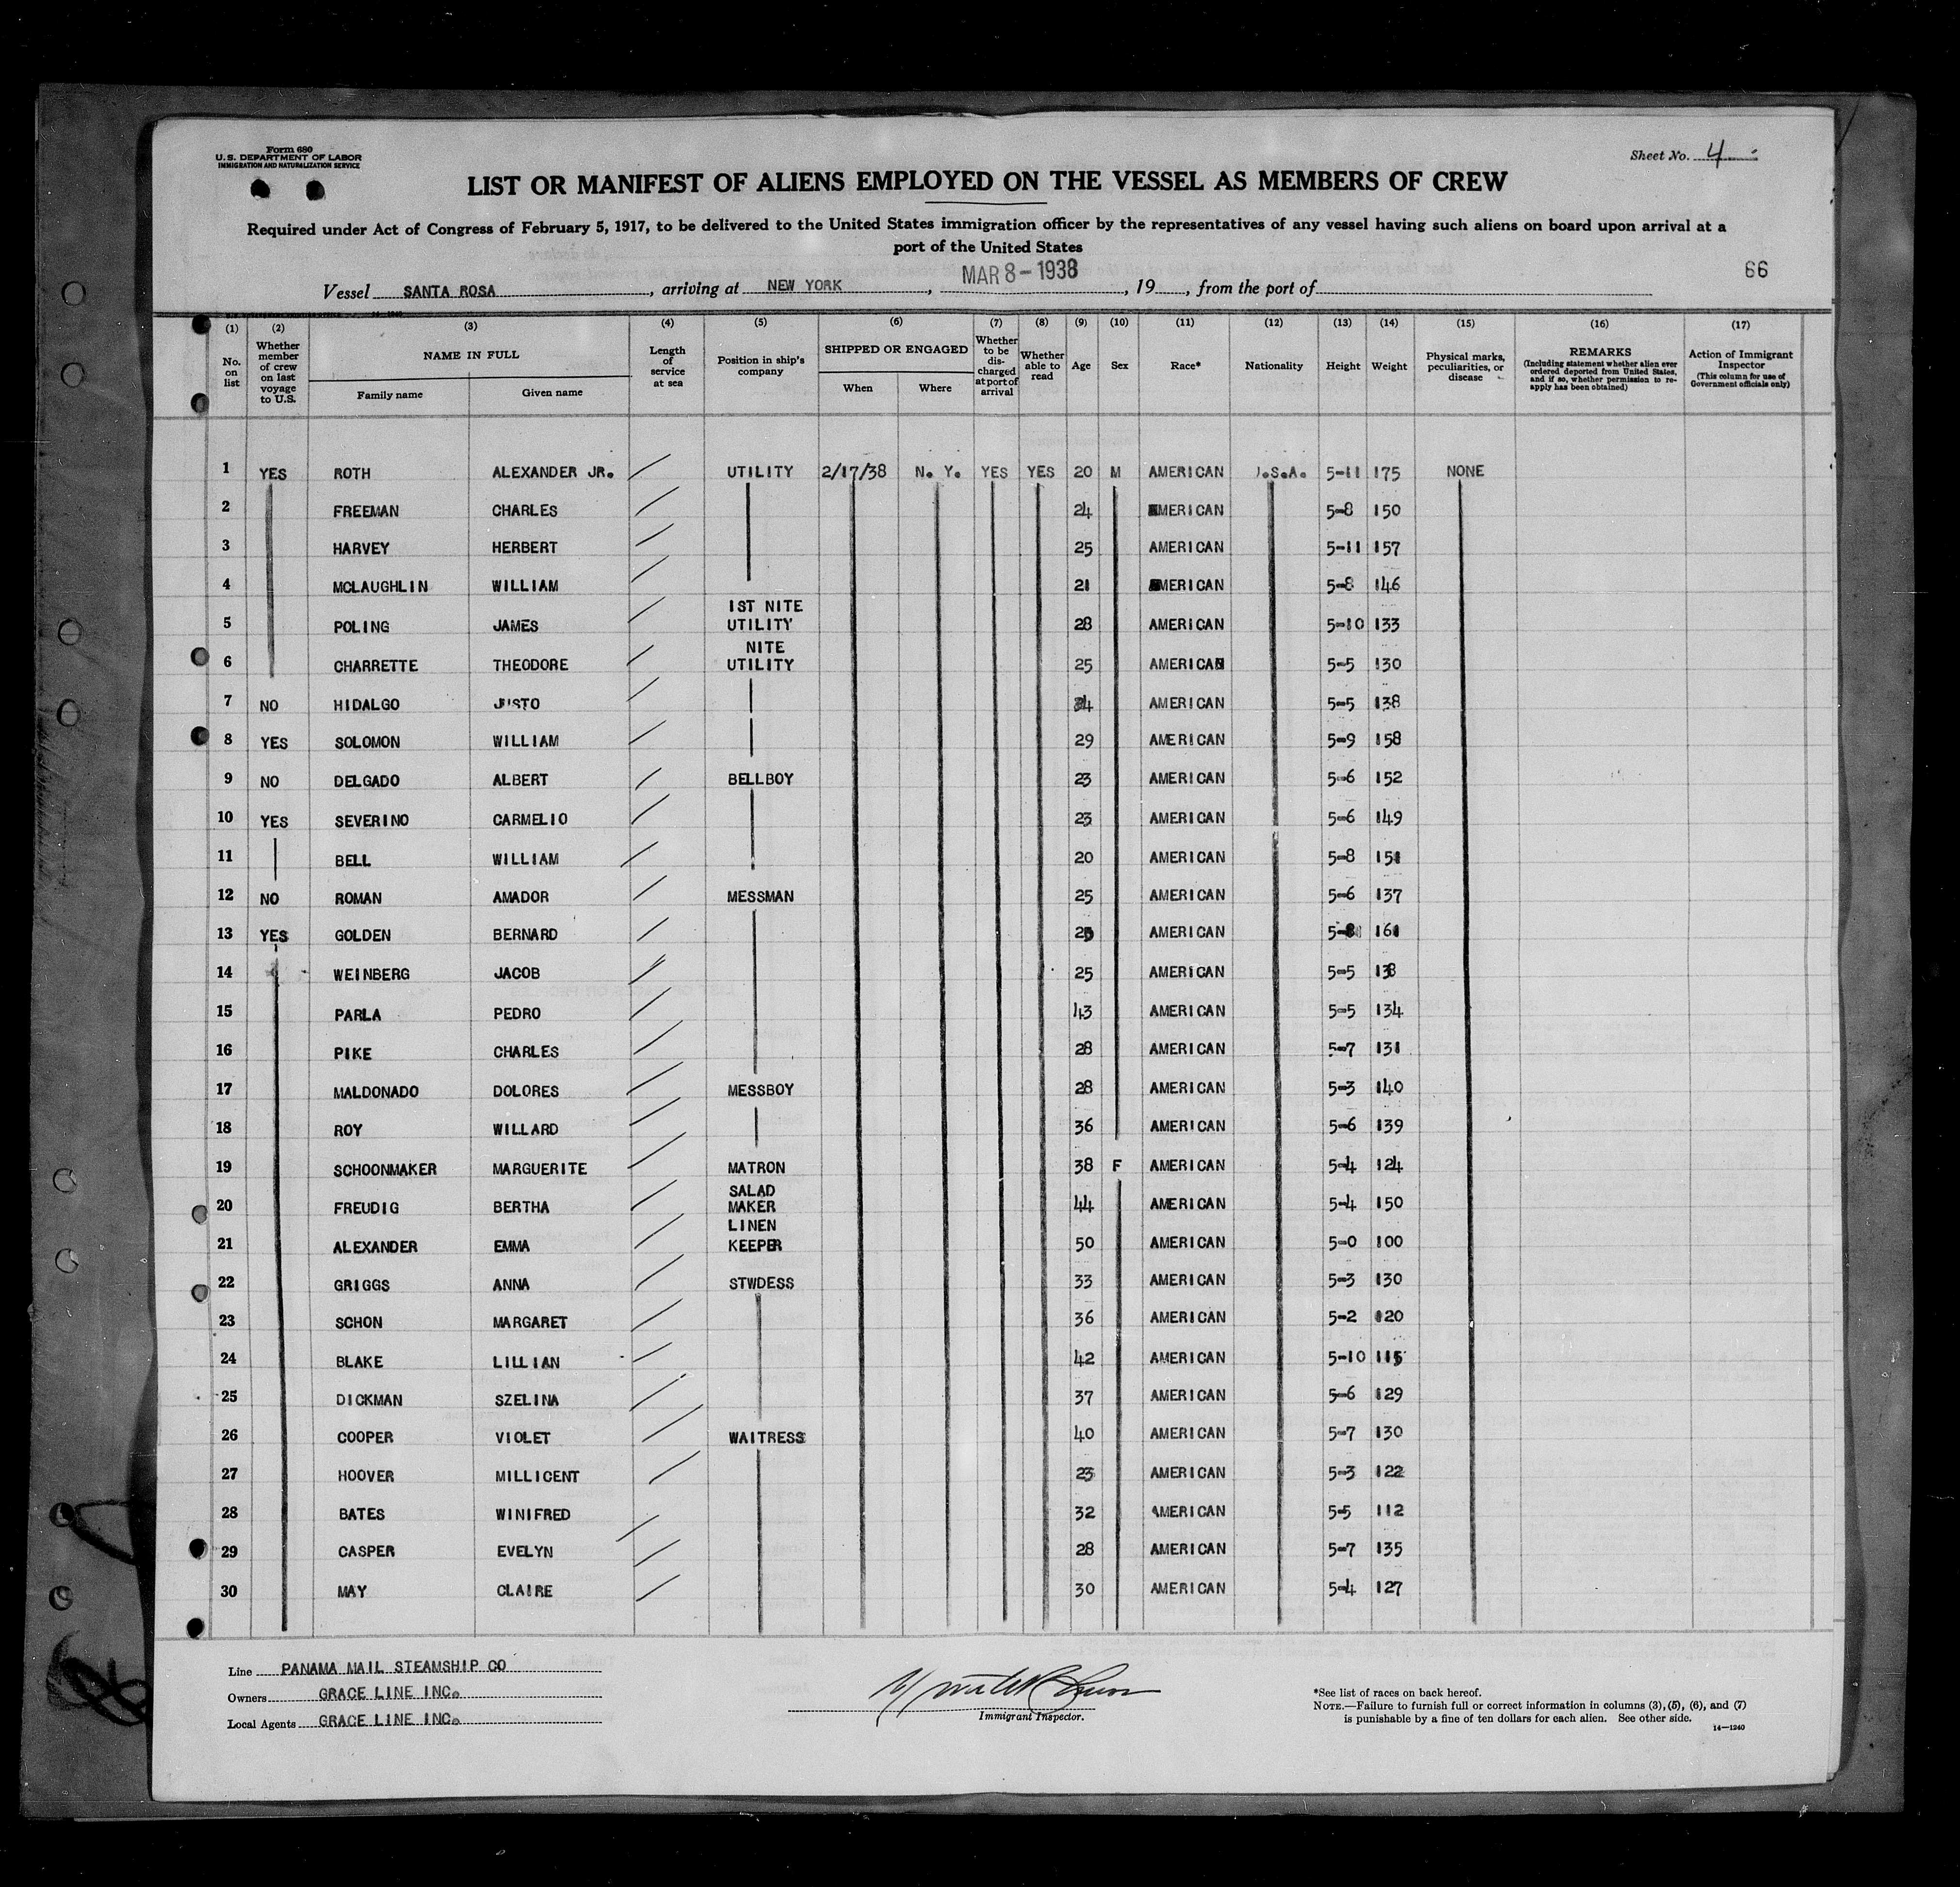 Form 680
U. S. DEPARTMENT OF LABOR
IMMIGRATION AND NATURALIZATION SERVICE
Sheet No. 4
LIST OR MANIFEST OF ALIENS EMPLOYED ON THE VESSEL AS MEMBERS OF CREW
Required under Act of Congress of February 5, 1917, to be delivered to the United States immigration officer by the representatives of any vessel having such aliens on board upon arrival at a
port of the United States
66
Vessel SANTA ROSA, arriving at NEW YORK, MAR 8 - 1938, 19, from the port of
(1) (2) (3) (4) (5) (6) (7) (8) (9) (10) (11) (12) (13) (14) (15) (16) (17)
No. on list
Whether member of crew on last voyage to U.S.
NAME IN FULL
Family name
Given name
Length of service at sea
Position in ship's company
SHIPPED OR ENGAGED
When
Where
Whether to be discharged at port of arrival
Whether able to read
Age
Sex
Race*
Nationality
Height
Weight
Physical marks, peculiarities, or disease
REMARKS
(Including statement whether alien ever ordered deported from United States, and if so, whether permission to reapply has been obtained)
Action of Immigrant Inspector
(This column for use of Government officials only)
1 YES ROTH ALEXANDER JR. UTILITY 2/17/38 N. Y. YES YES 20 M AMERICAN .S.A. 5-11 175 NONE
2 FREEMAN CHARLES 24 AMERICAN 5-8 150
3 HARVEY HERBERT 25 AMERICAN 5-11 157
4 MCLAUGHLIN WILLIAM 21 AMERICAN 5-8 146
5 POLING JAMES 1ST NITE UTILITY 28 AMERICAN 5-10 133
6 CHARRETTE THEODORE NITE UTILITY 25 AMERICAN 5-5 130
7 NO HIDALGO JUSTO AMERICAN 5-5 138
8 YES SOLOMON WILLIAM 29 AMERICAN 5-9 158
9 NO DELGADO ALBERT BELLBOY 23 AMERICAN 5-6 152
10 YES SEVERINO CARMELIO 23 AMERICAN 5-6 149
11 BELL WILLIAM 20 AMERICAN 5-8 151
12 NO ROMAN AMADOR MESSMAN 25 AMERICAN 5-6 137
13 YES GOLDEN BERNARD AMERICAN 161
14 WEINBERG JACOB 25 AMERICAN 5-5 138
15 PARLA PEDRO 43 AMERICAN 5-5 134
16 PIKE CHARLES 28 AMERICAN 5-7 131
17 MALDONADO DOLORES MESSBOY 28 AMERICAN 5-3 140
18 ROY WILLARD 36 AMERICAN 5-6 139
19 SCHOONMAKER MARGUERITE MATRON 38 F AMERICAN 5-4 124
20 FREUDIG BERTHA SALAD MAKER 44 AMERICAN 5-4 150
21 ALEXANDER EMMA LINEN KEEPER 50 AMERICAN 5-0 100
22 GRIGGS ANNA STWDESS 33 AMERICAN 5-3 130
23 SCHON MARGARET 36 AMERICAN 5-2 120
24 BLAKE LILLIAN 42 AMERICAN 5-10 115
25 DICKMAN SZELINA 37 AMERICAN 5-6 129
26 COOPER VIOLET WAITRESS 40 AMERICAN 5-7 130
27 HOOVER MILLICENT 23 AMERICAN 5-3 122
28 BATES WINIFRED 32 AMERICAN 5-5 112
29 CASPER EVELYN 28 AMERICAN 5-7 135
30 MAY CLAIRE 30 AMERICAN 5-4 127
Line PANAMA MAIL STEAMSHIP CO
Owners GRACE LINE INC.
Local Agents GRACE LINE INC.
Immigrant Inspector.
*See list of races on back hereof.
NOTE.—Failure to furnish full or correct information in columns (3), (5), (6), and (7)
is punishable by a fine of ten dollars for each alien. See other side.
14—1240